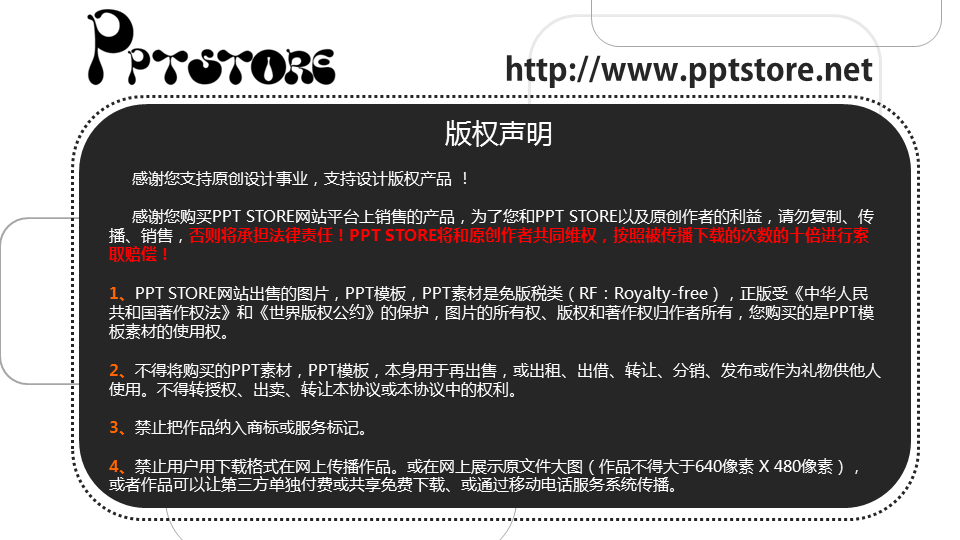 PPTSTORE
http://www.pptstore.net
版权声明
感谢您支持原创设计事业，支持设计版权产品 ！
感谢您购买PPT STORE网站平台上销售的产品，为了您和PPT STORE以及原创作者的利益，请勿复制、传
播、销售，否则将承担法律责任！PPT STORE将和原创作者共同维权，按照被传播下载的次数的十倍进行索
取赔偿！
1、PPT STORE网站出售的图片，PPT模板，PPT素材是免版税类（RF：Royalty-free），正版受《中华人民
共和国著作权法》和《世界版权公约》的保护，图片的所有权、版权和著作权归作者所有，您购买的是PPT模
板素材的使用权。
2、不得将购买的PPT素材，PPT模板，本身用于再出售，或出租、出借、转让、分销、发布或作为礼物供他人
使用。不得转授权、出卖、转让本协议或本协议中的权利。
3、禁止把作品纳入商标或服务标记。
4、禁止用户用下载格式在网上传播作品。或在网上展示原文件大图（作品不得大于640像素 X 480像素），
或者作品可以让第三方单独付费或共享免费下载、或通过移动电话服务系统传播。